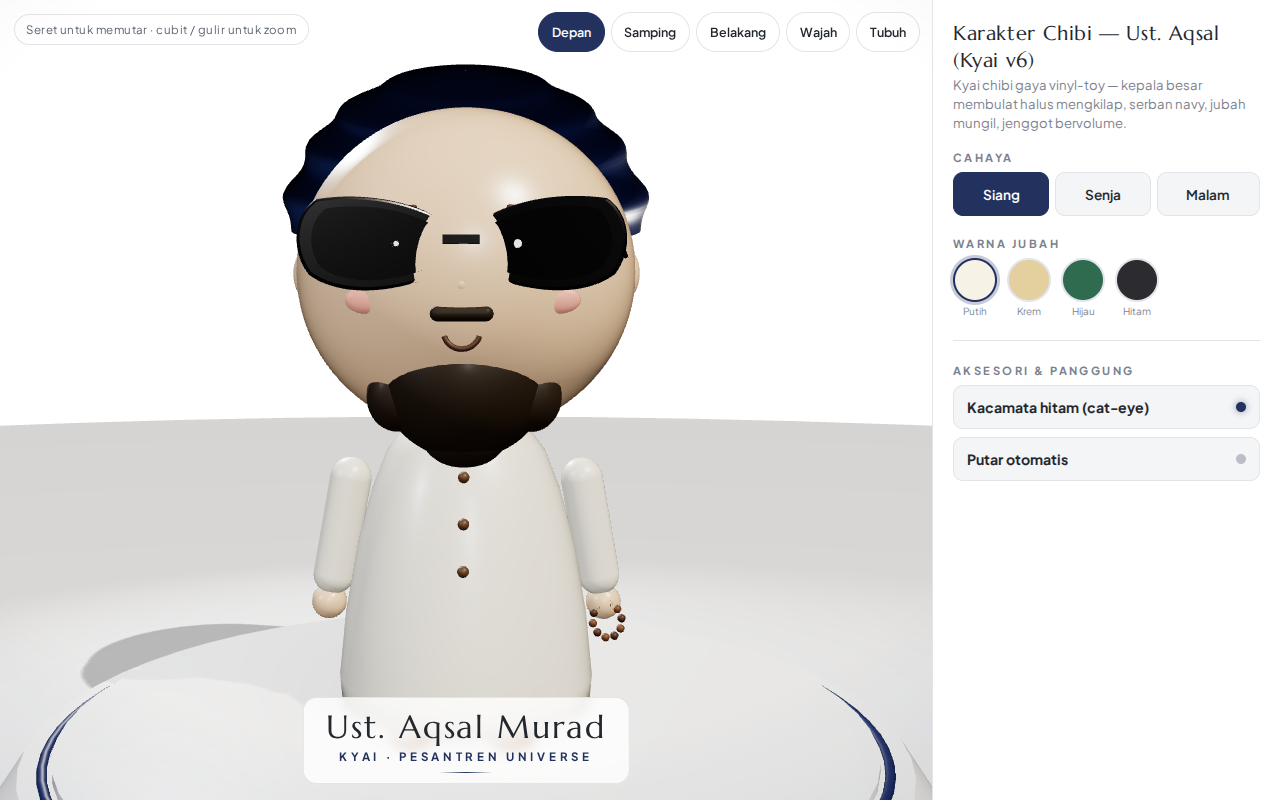 Seret untuk memutar · cubit / gulir untuk zoom
Depan
Samping
Belakang
Wajah
Tubuh
Karakter Chibi — Ust. Aqsal
(Kyai v6)
Kyai chibi gaya vinyl-toy — kepala besar
membulat halus mengkilap, serban navy, jubah
mungil, jenggot bervolume.
CAHAYA
Siang
Senja
Malam
WARNA JUBAH
Putih
Krem
Hijau
Hitam
AKSESORI & PANGGUNG
Kacamata hitam (cat-eye)
Putar otomatis
Ust. Aqsal Murad
KYAI · PESANTREN UNIVERSE